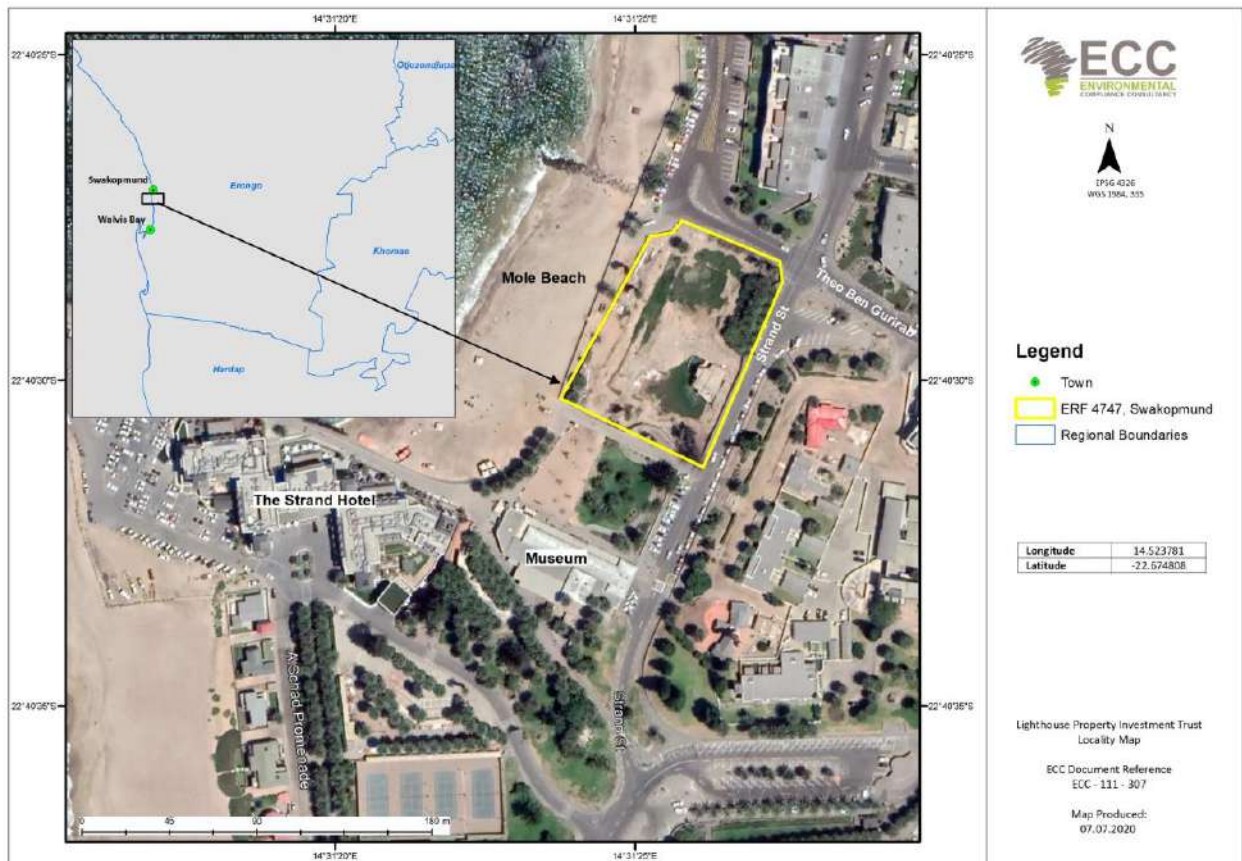 14°31'20"E
14°31'25"E
22°40'25"S
22°40'25"S
Otjozondjupa
Swakopmund
Erongo
Walvis Bay
Khomas
Hardap
Mole Beach
Theo Ben Gurirab
Strand St
22°40'30"S
22°40'30"S
The Strand Hotel
Museum
A Schad Promenade
Strand St
22°40'35"S
22°40'35"S
0 45 90 180 m
14°31'20"E
14°31'25"E
ECC
ENVIRONMENTAL
COMPLIANCE CONSULTANCY
N
EPSG 4326
WGS 1984, 33S
Legend
Town
ERF 4747, Swakopmund
Regional Boundaries
Longitude 14.523781
Latitude -22.674808
Lighthouse Property Investment Trust
Locality Map
ECC Document Reference
ECC - 111 - 307
Map Produced:
07.07.2020